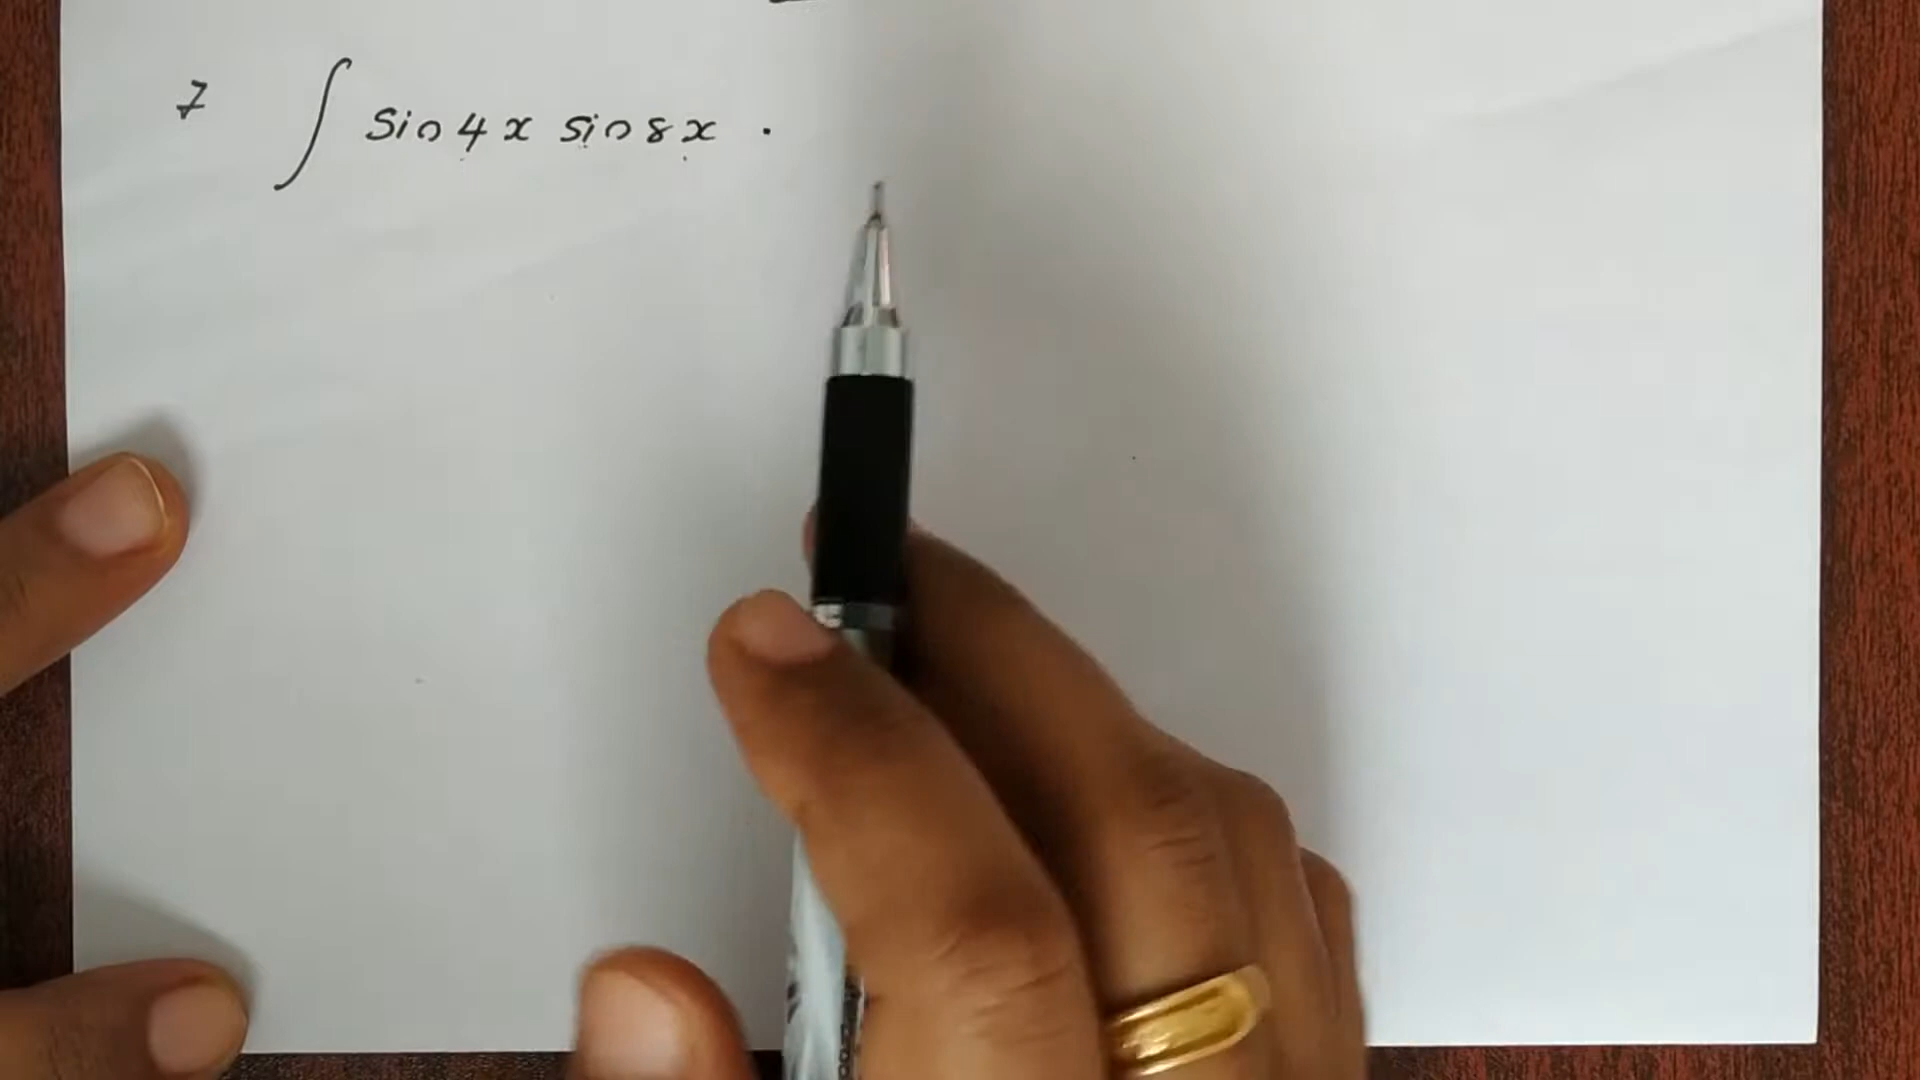 7 ∫ Sin 4x sin 8x .